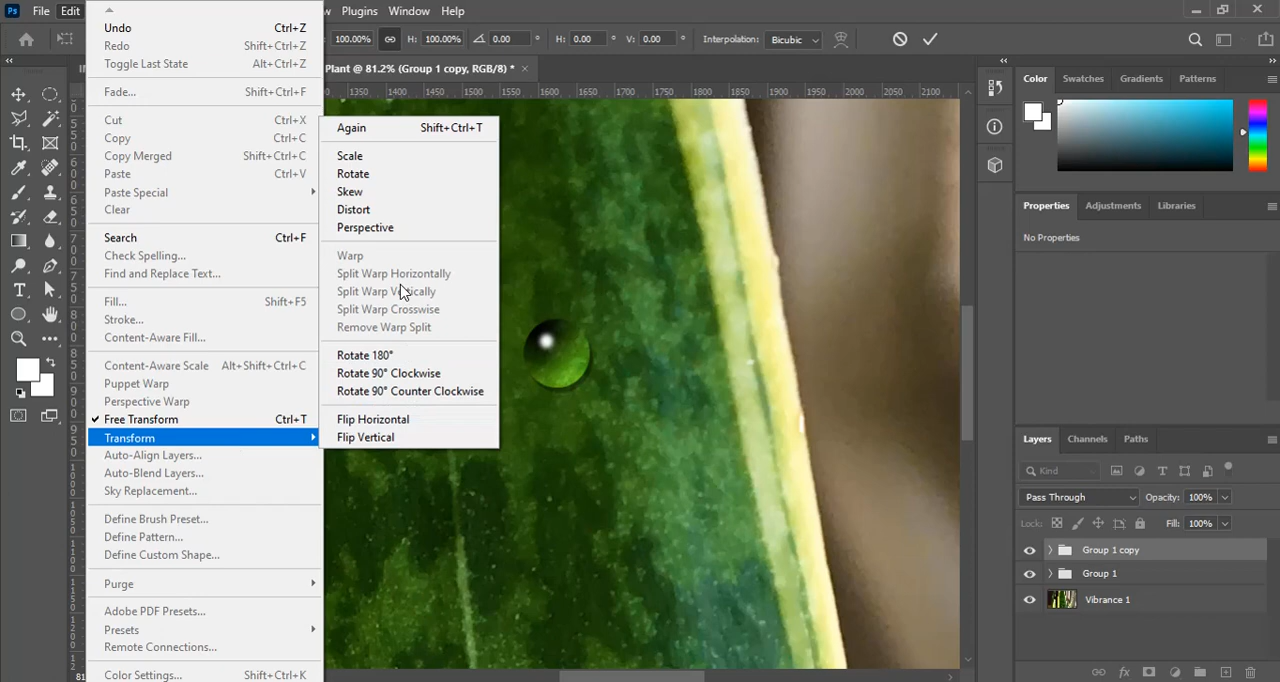 Ps File Edit Plugins Window Help
100.00% H: 100.00% 0.00 ° H: 0.00 ° V: 0.00 ° Interpolation: Bicubic
Plant @ 81.2% (Group 1 copy, RGB/8) * ×
1350 1400 1450 1500 1550 1600 1650 1700 1750 1800 1850 1900 1950 2000 2050 2100
Undo Ctrl+Z
Redo Shift+Ctrl+Z
Toggle Last State Alt+Ctrl+Z
Fade... Shift+Ctrl+F
Cut Ctrl+X
Copy Ctrl+C
Copy Merged Shift+Ctrl+C
Paste Ctrl+V
Paste Special
Clear
Search Ctrl+F
Check Spelling...
Find and Replace Text...
Fill... Shift+F5
Stroke...
Content-Aware Fill...
Content-Aware Scale Alt+Shift+Ctrl+C
Puppet Warp
Perspective Warp
Free Transform Ctrl+T
Transform
Auto-Align Layers...
Auto-Blend Layers...
Sky Replacement...
Define Brush Preset...
Define Pattern...
Define Custom Shape...
Purge
Adobe PDF Presets...
Presets
Remote Connections...
Color Settings... Shift+Ctrl+K
Again Shift+Ctrl+T
Scale
Rotate
Skew
Distort
Perspective
Warp
Split Warp Horizontally
Split Warp Vertically
Split Warp Crosswise
Remove Warp Split
Rotate 180°
Rotate 90° Clockwise
Rotate 90° Counter Clockwise
Flip Horizontal
Flip Vertical
Color Swatches Gradients Patterns
Properties Adjustments Libraries
No Properties
Layers Channels Paths
Kind
Pass Through Opacity: 100%
Lock: Fill: 100%
Group 1 copy
Group 1
Vibrance 1